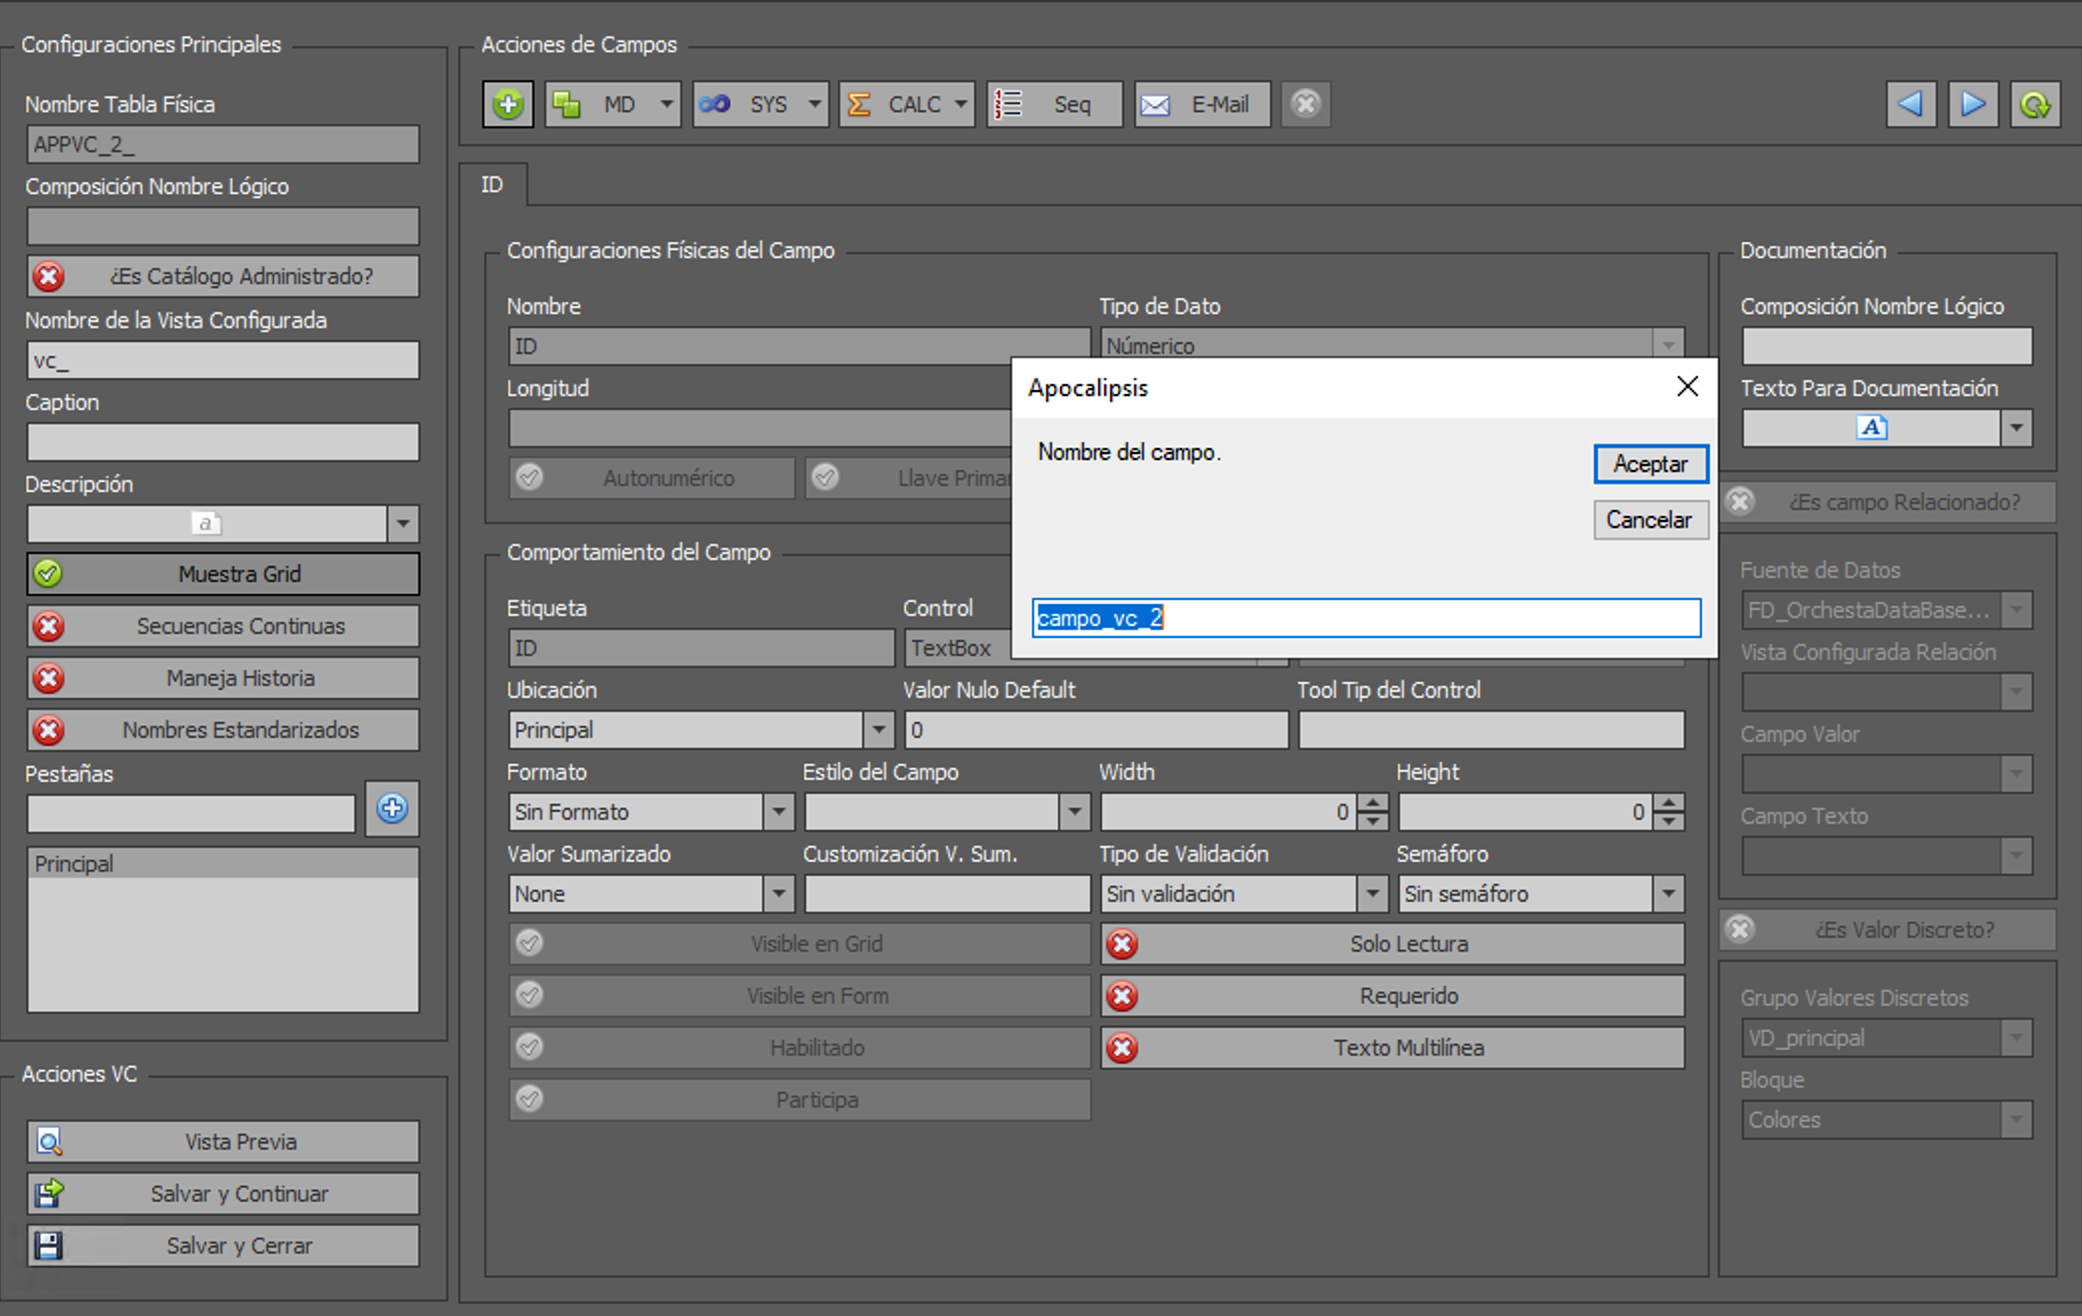 Configuraciones Principales
Nombre Tabla Física
APPVC_2_
Composición Nombre Lógico
¿Es Catálogo Administrado?
Nombre de la Vista Configurada
vc_
Caption
Descripción
a
Muestra Grid
Secuencias Continuas
Maneja Historia
Nombres Estandarizados
Pestañas
Principal
Acciones VC
Vista Previa
Salvar y Continuar
Salvar y Cerrar
Acciones de Campos
MD
SYS
CALC
Seq
E-Mail
ID
Configuraciones Físicas del Campo
Nombre
Tipo de Dato
ID
Númerico
Longitud
Autonumérico
Llave Primar
Comportamiento del Campo
Etiqueta
Control
ID
TextBox
Ubicación
Valor Nulo Default
Tool Tip del Control
Principal
0
Formato
Estilo del Campo
Width
Height
Sin Formato
0
0
Valor Sumarizado
Customización V. Sum.
Tipo de Validación
Semáforo
None
Sin validación
Sin semáforo
Visible en Grid
Solo Lectura
Visible en Form
Requerido
Habilitado
Texto Multilínea
Participa
Apocalipsis
Nombre del campo.
Aceptar
Cancelar
campo_vc_2
Documentación
Composición Nombre Lógico
Texto Para Documentación
A
¿Es campo Relacionado?
Fuente de Datos
FD_OrchestaDataBase...
Vista Configurada Relación
Campo Valor
Campo Texto
¿Es Valor Discreto?
Grupo Valores Discretos
VD_principal
Bloque
Colores